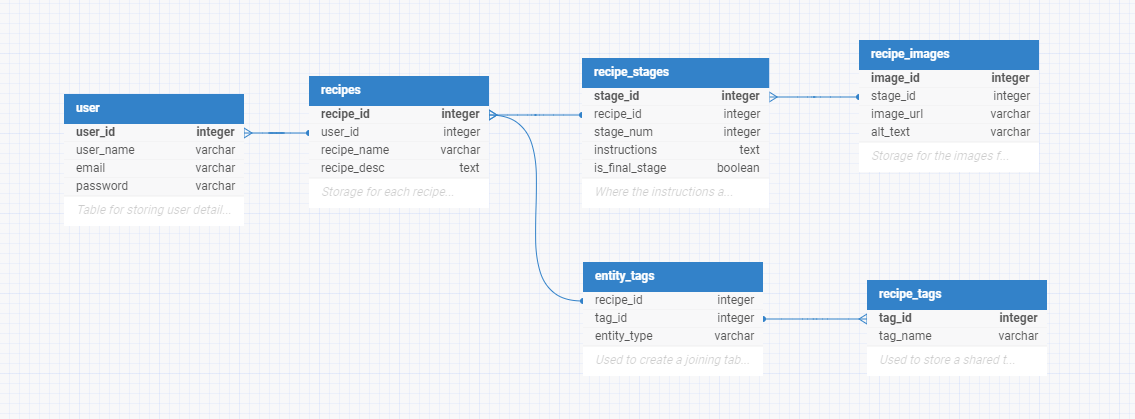 user
user_id integer
user_name varchar
email varchar
password varchar
Table for storing user detail...
recipes
recipe_id integer
user_id integer
recipe_name varchar
recipe_desc text
Storage for each recipe...
recipe_stages
stage_id integer
recipe_id integer
stage_num integer
instructions text
is_final_stage boolean
Where the instructions a...
recipe_images
image_id integer
stage_id integer
image_url varchar
alt_text varchar
Storage for the images f...
entity_tags
recipe_id integer
tag_id integer
entity_type varchar
Used to create a joining tab...
recipe_tags
tag_id integer
tag_name varchar
Used to store a shared t...